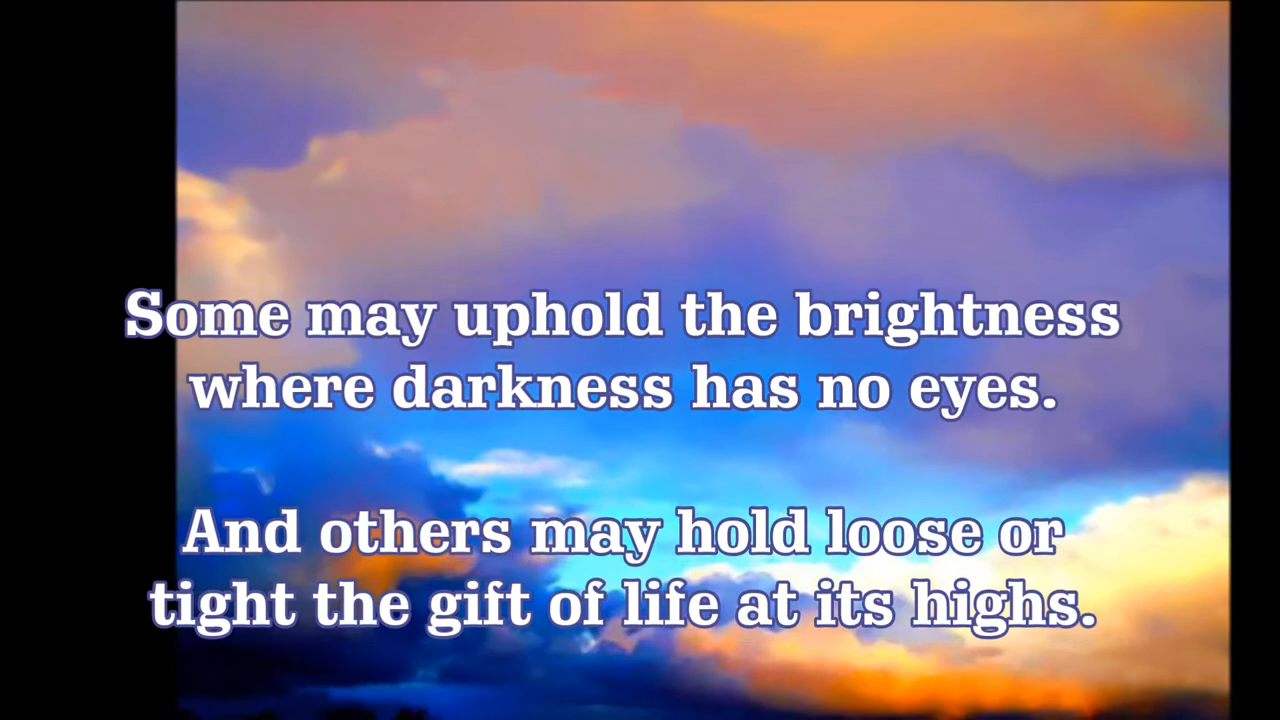 Some may uphold the brightness
where darkness has no eyes.
And others may hold loose or
tight the gift of life at its highs.